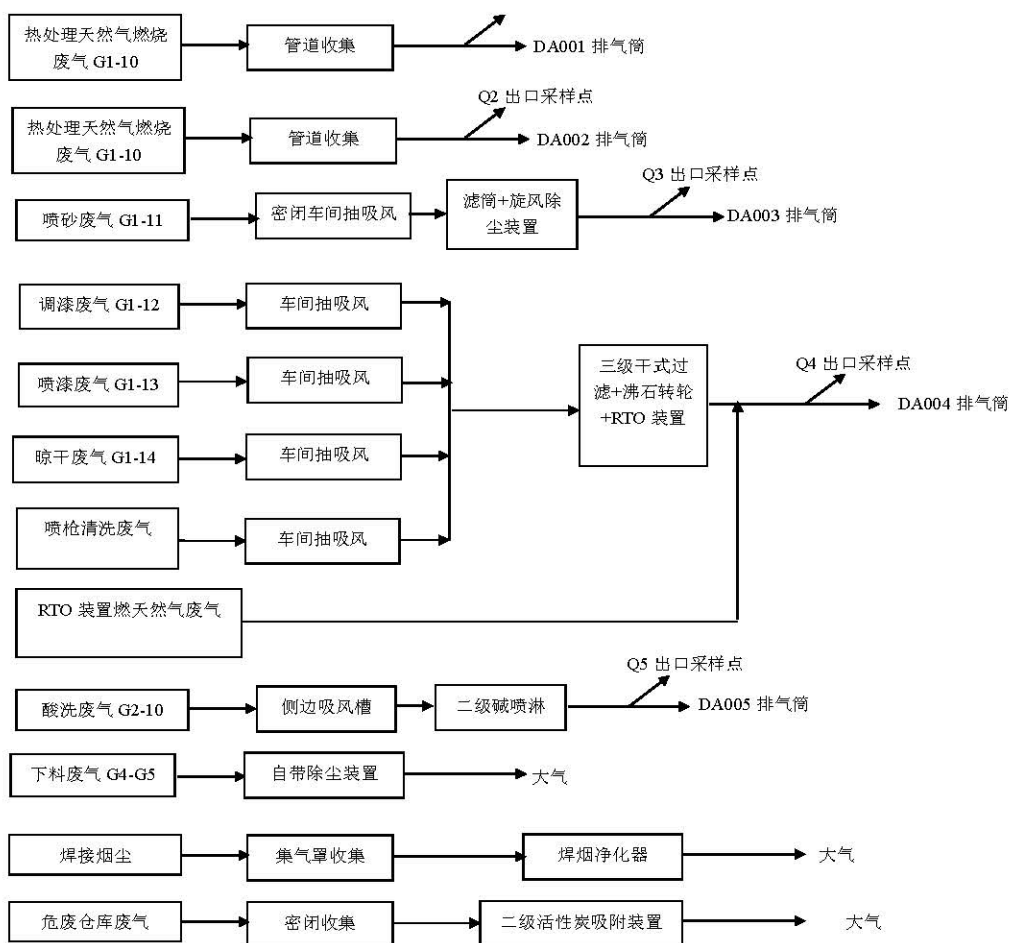 热处理天然气燃烧
废气 G1-10
管道收集
DA001 排气筒
Q2 出口采样点
热处理天然气燃烧
废气 G1-10
管道收集
DA002 排气筒
Q3 出口采样点
喷砂废气 G1-11
密闭车间抽吸风
滤筒+旋风除
尘装置
DA003 排气筒
调漆废气 G1-12
车间抽吸风
喷漆废气 G1-13
车间抽吸风
三级干式过
滤+沸石转轮
+RTO 装置
Q4 出口采样点
DA004 排气筒
晾干废气 G1-14
车间抽吸风
喷枪清洗废气
车间抽吸风
RTO 装置燃天然气废气
Q5 出口采样点
酸洗废气 G2-10
侧边吸风槽
二级碱喷淋
DA005 排气筒
下料废气 G4-G5
自带除尘装置
大气
焊接烟尘
集气罩收集
焊烟净化器
大气
危废仓库废气
密闭收集
二级活性炭吸附装置
大气